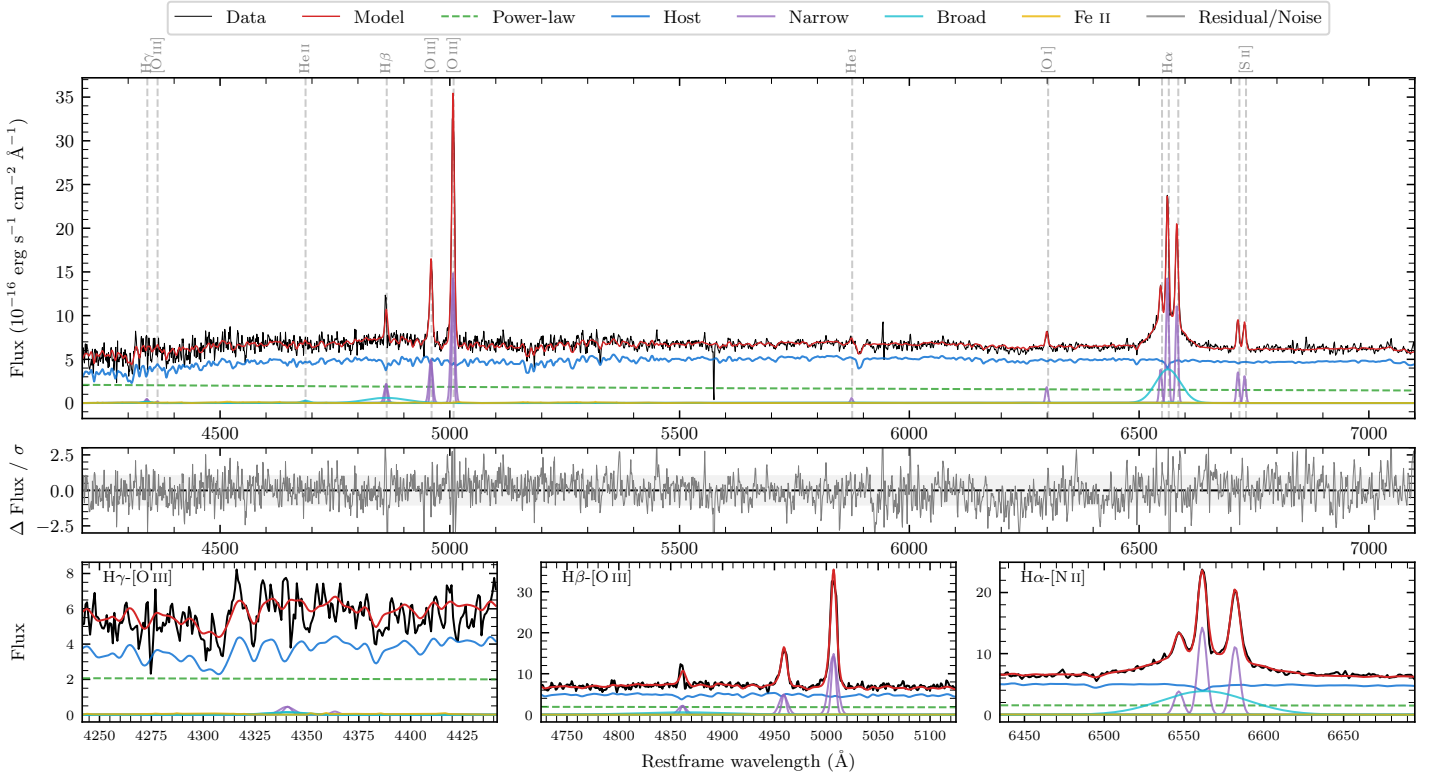 Data Model Power-law Host Narrow Broad Fe II Residual/Noise
Hγ [O III] He II Hβ [O III] [O III] He I [O I] Hα [S II]
Flux (10⁻¹⁶ erg s⁻¹ cm⁻² Å⁻¹)
35
30
25
20
15
10
5
0
4500 5000 5500 6000 6500 7000
Δ Flux / σ
2.5
0.0
−2.5
4500 5000 5500 6000 6500 7000
Flux
Hγ-[O III]
8
6
4
2
0
4250 4275 4300 4325 4350 4375 4400 4425
Hβ-[O III]
30
20
10
0
4750 4800 4850 4900 4950 5000 5050 5100
Hα-[N II]
20
10
0
6450 6500 6550 6600 6650
Restframe wavelength (Å)